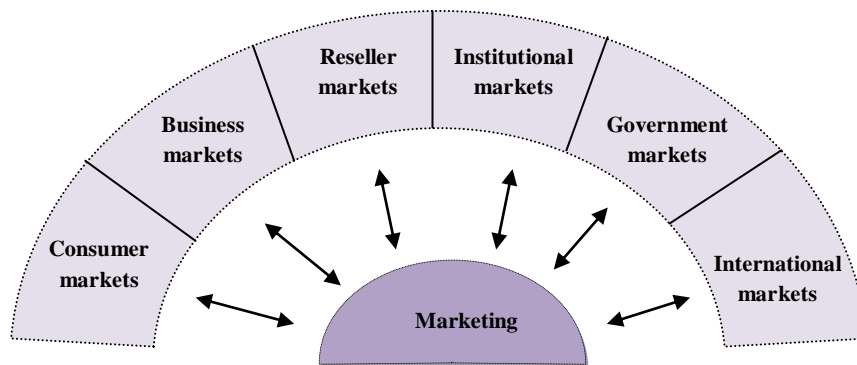 Consumer
markets
Business
markets
Reseller
markets
Institutional
markets
Government
markets
International
markets
Marketing